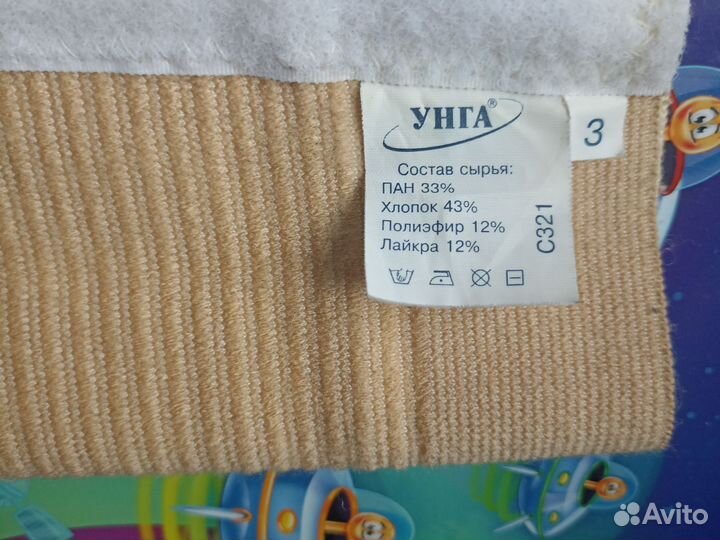 УНГА®
3
Состав сырья:
ПАН 33%
Хлопок 43%
Полиэфир 12%
Лайкра 12%
С321
Avito